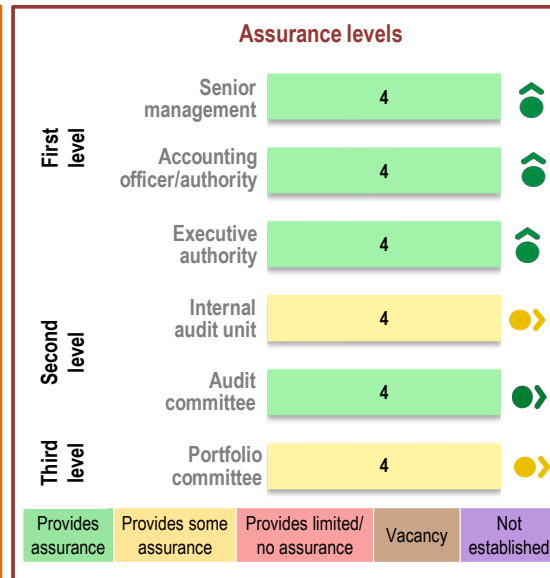 Assurance levels
First
level
Senior
management
4
Accounting
officer/authority
4
Executive
authority
4
Second
level
Internal
audit unit
4
Audit
committee
4
Third
level
Portfolio
committee
4
Provides
assurance
Provides some
assurance
Provides limited/
no assurance
Vacancy
Not
established